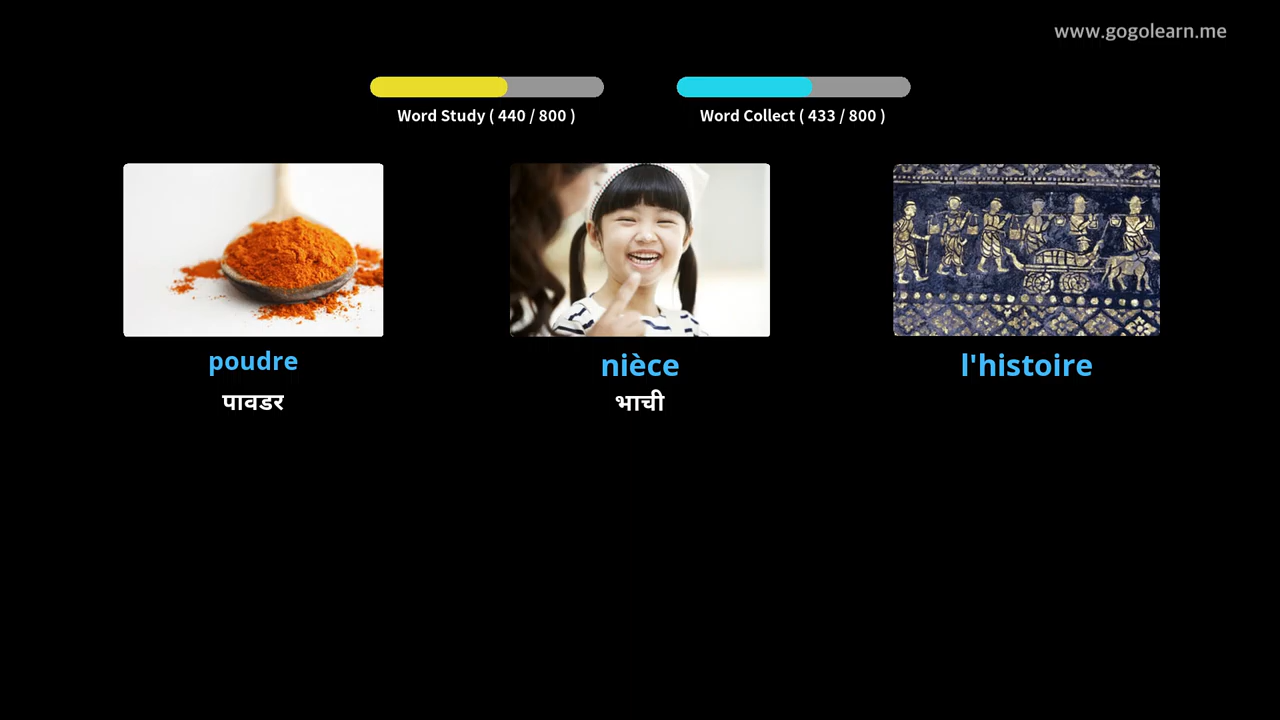 www.gogolearn.me
Word Study ( 440 / 800 )
Word Collect ( 433 / 800 )
poudre
nièce
l'histoire
पावडर
भाची